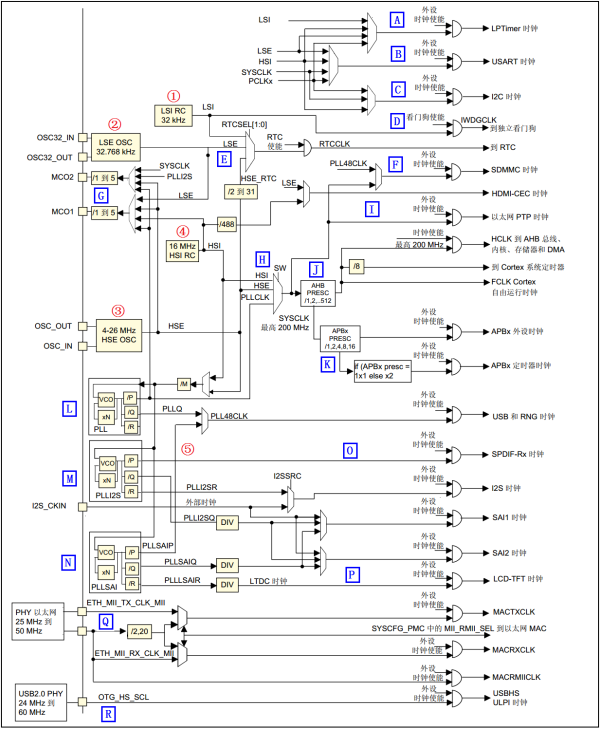 LSI
A
外设
时钟使能
LPTimer 时钟
LSE
HSI
SYSCLK
PCLKx
B
外设
时钟使能
USART 时钟
C
外设
时钟使能
I2C 时钟
①
LSI RC
32 kHz
LSI
D
看门狗使能
IWDGCLK
到独立看门狗
RTCSEL[1:0]
OSC32_IN
②
LSE OSC
32.768 kHz
OSC32_OUT
LSE
E
RTC
使能
RTCCLK
到 RTC
SYSCLK
PLLI2S
MCO2
/1 到 5
G
MCO1
/1 到 5
LSE
HSE_RTC
/2 到 31
PLL48CLK
F
外设
时钟使能
SDMMC 时钟
LSE
HDMI-CEC 时钟
/488
I
外设
时钟使能
以太网 PTP 时钟
④
16 MHz
HSI RC
HSI
H
SW
HSI
HSE
PLLCLK
SYSCLK
最高 200 MHz
J
AHB
PRESC
/1,2,..512
时钟使能
最高 200 MHz
HCLK 到 AHB 总线、
内核、存储器和 DMA
/8
到 Cortex 系统定时器
FCLK Cortex
自由运行时钟
③
OSC_OUT
4-26 MHz
HSE OSC
OSC_IN
HSE
APBx
PRESC
/1,2,4,8,16
K
外设
时钟使能
APBx 外设时钟
if (APBx presc =
1x1 else x2
外设
时钟使能
APBx 定时器时钟
/M
L
VCO
xN
/P
/Q
/R
PLL
PLLQ
PLL48CLK
外设
时钟使能
USB 和 RNG 时钟
⑤
M
VCO
xN
/P
/Q
/R
PLLI2S
O
外设
时钟使能
SPDIF-Rx 时钟
PLLI2SR
I2SSRC
外设
时钟使能
I2S 时钟
I2S_CKIN
外部时钟
PLLI2SQ
DIV
外设
时钟使能
SAI1 时钟
N
VCO
xN
/P
/Q
/R
PLLSAI
PLLSAIP
PLLSAIQ
DIV
外设
时钟使能
SAI2 时钟
PLLLSAIR
DIV
LTDC 时钟
P
外设
时钟使能
LCD-TFT 时钟
ETH_MII_TX_CLK_MII
PHY 以太网
25 MHz 到
50 MHz
Q
/2,20
外设
时钟使能
MACTXCLK
SYSCFG_PMC 中的 MII_RMII_SEL 到以太网 MAC
ETH_MII_RX_CLK_MII
外设
时钟使能
MACRXCLK
外设
时钟使能
MACRMIICLK
USB2.0 PHY
24 MHz 到
60 MHz
OTG_HS_SCL
R
外设
时钟使能
USBHS
ULPI 时钟